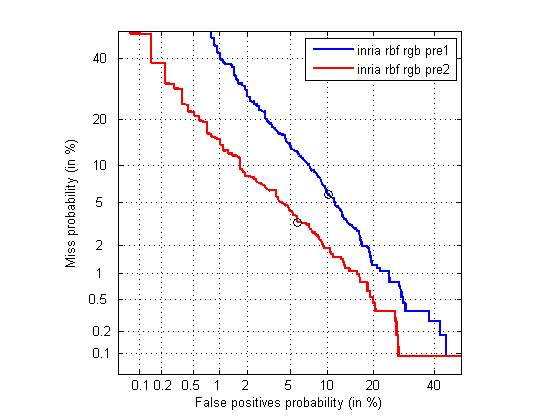 inria rbf rgb pre1
inria rbf rgb pre2
Miss probability (in %)
40
20
10
5
2
1
0.5
0.2
0.1
0.1 0.2 0.5 1 2 5 10 20 40
False positives probability (in %)